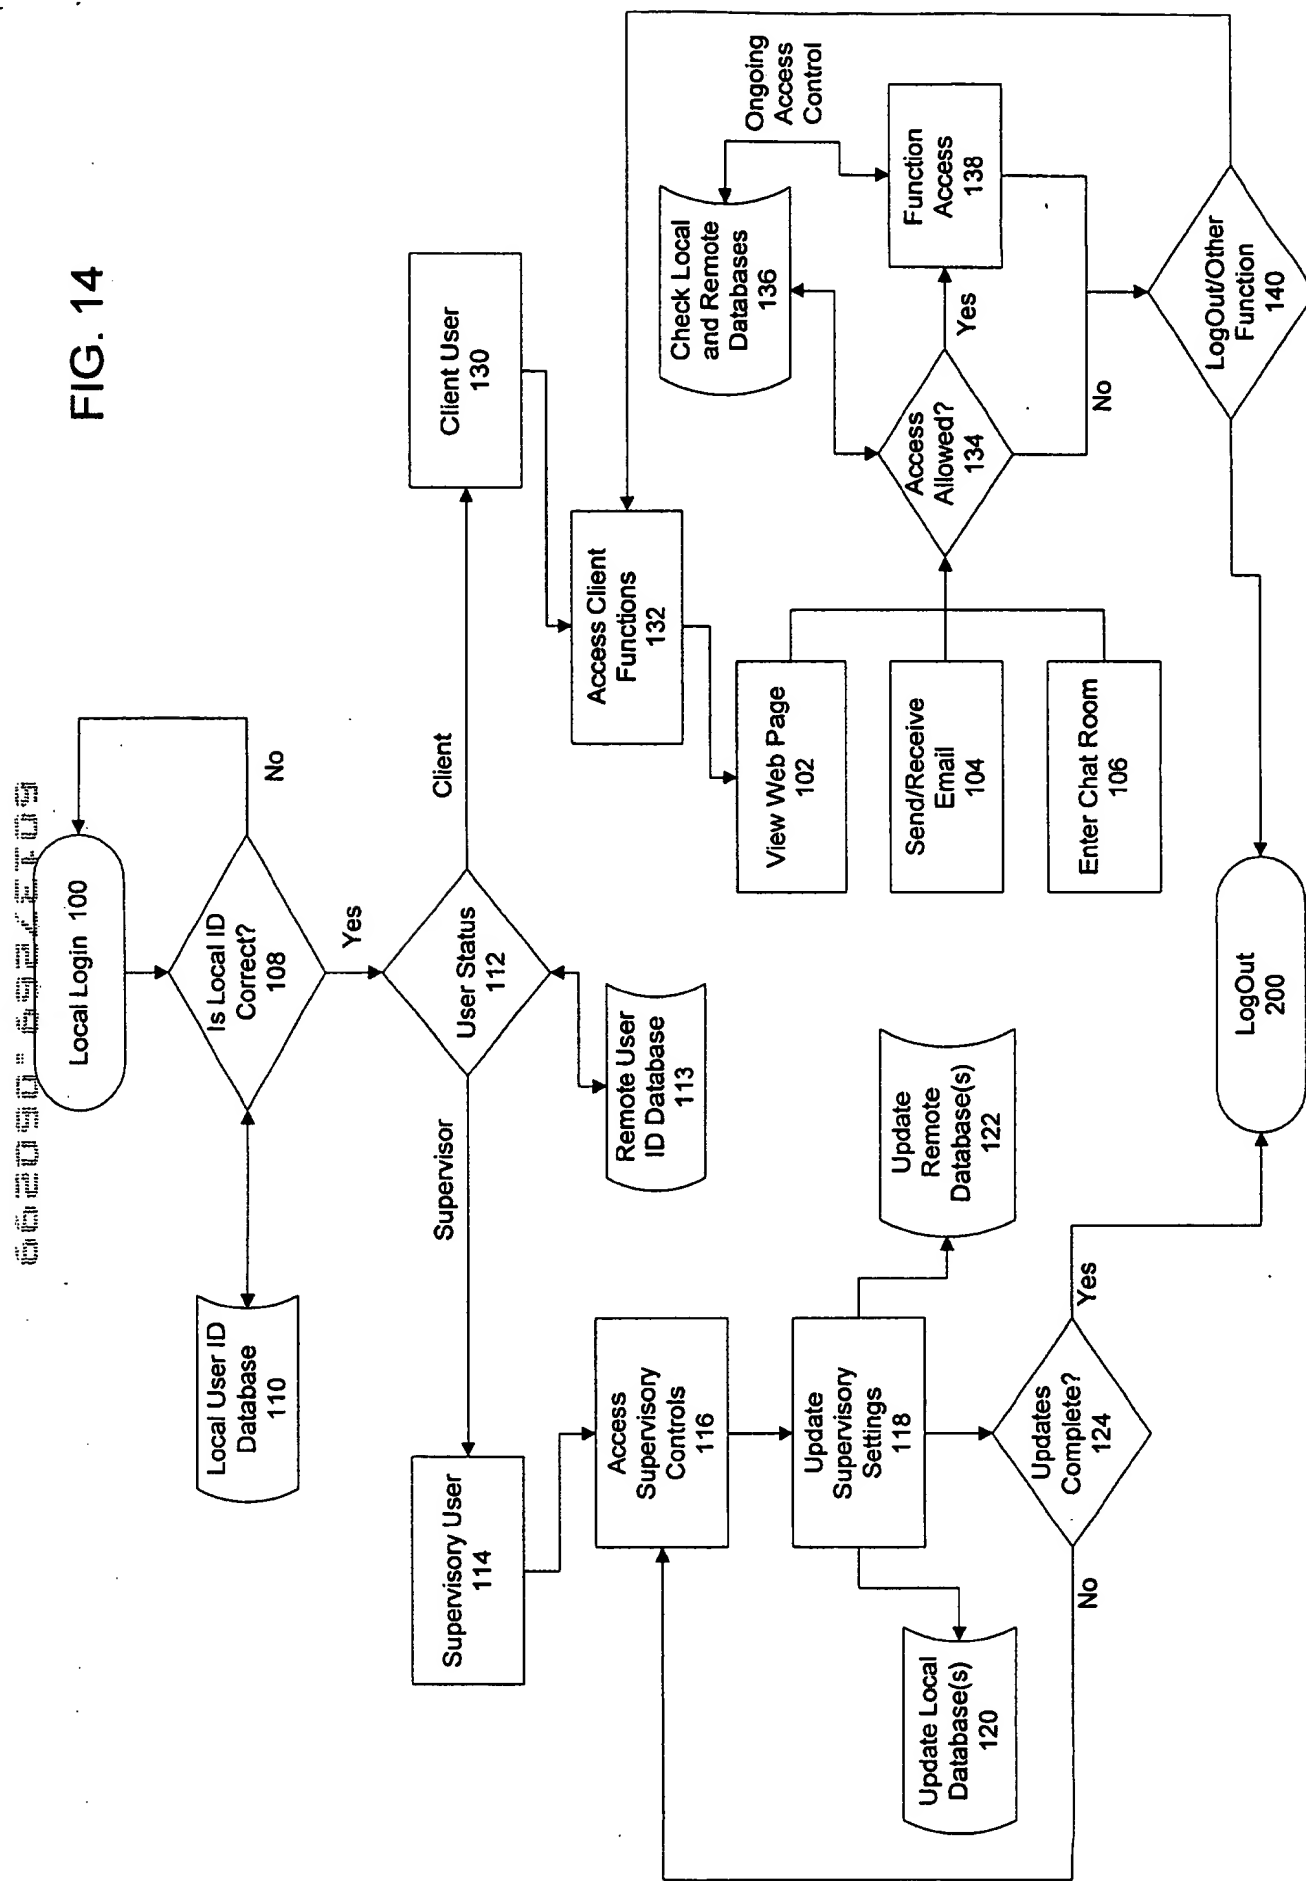 FIG. 14
Local Login 100
Is Local ID
Correct?
108
No
Yes
Local User ID
Database
110
User Status
112
Supervisor
Client
Remote User
ID Database
113
Supervisory User
114
Access
Supervisory
Controls
116
Update
Supervisory
Settings
118
Update Local
Database(s)
120
Update
Remote
Database(s)
122
Updates
Complete?
124
No
Yes
Client User
130
Access Client
Functions
132
View Web Page
102
Send/Receive
Email
104
Enter Chat Room
106
Access
Allowed?
134
Yes
No
Check Local
and Remote
Databases
136
Ongoing
Access
Control
Function
Access
138
LogOut/Other
Function
140
LogOut
200